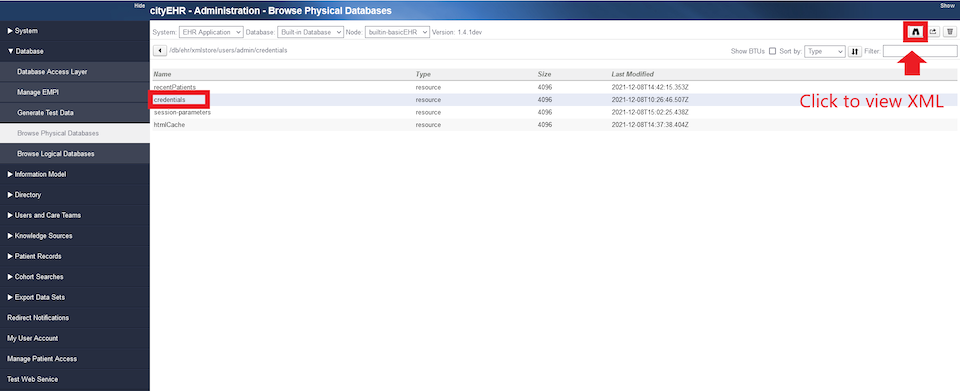 Hide
cityEHR - Administration - Browse Physical Databases
Show
System
Database
Database Access Layer
Manage EMPI
Generate Test Data
Browse Physical Databases
Browse Logical Databases
Information Model
Directory
Users and Care Teams
Knowledge Sources
Patient Records
Cohort Searches
Export Data Sets
Redirect Notifications
My User Account
Manage Patient Access
Test Web Service
System: EHR Application Database: Built-in Database Node: builtin-basicEHR Version: 1.4.1dev
/db/ehr/xmlstore/users/admin/credentials
Show BTUs Sort by: Type Filter:
Name Type Size Last Modified
recentPatients resource 4096 2021-12-08T14:42:15.353Z
credentials resource 4096 2021-12-08T10:26:46.507Z
session-parameters resource 4096 2021-12-08T15:02:25.438Z
htmlCache resource 4096 2021-12-08T14:37:38.404Z
Click to view XML